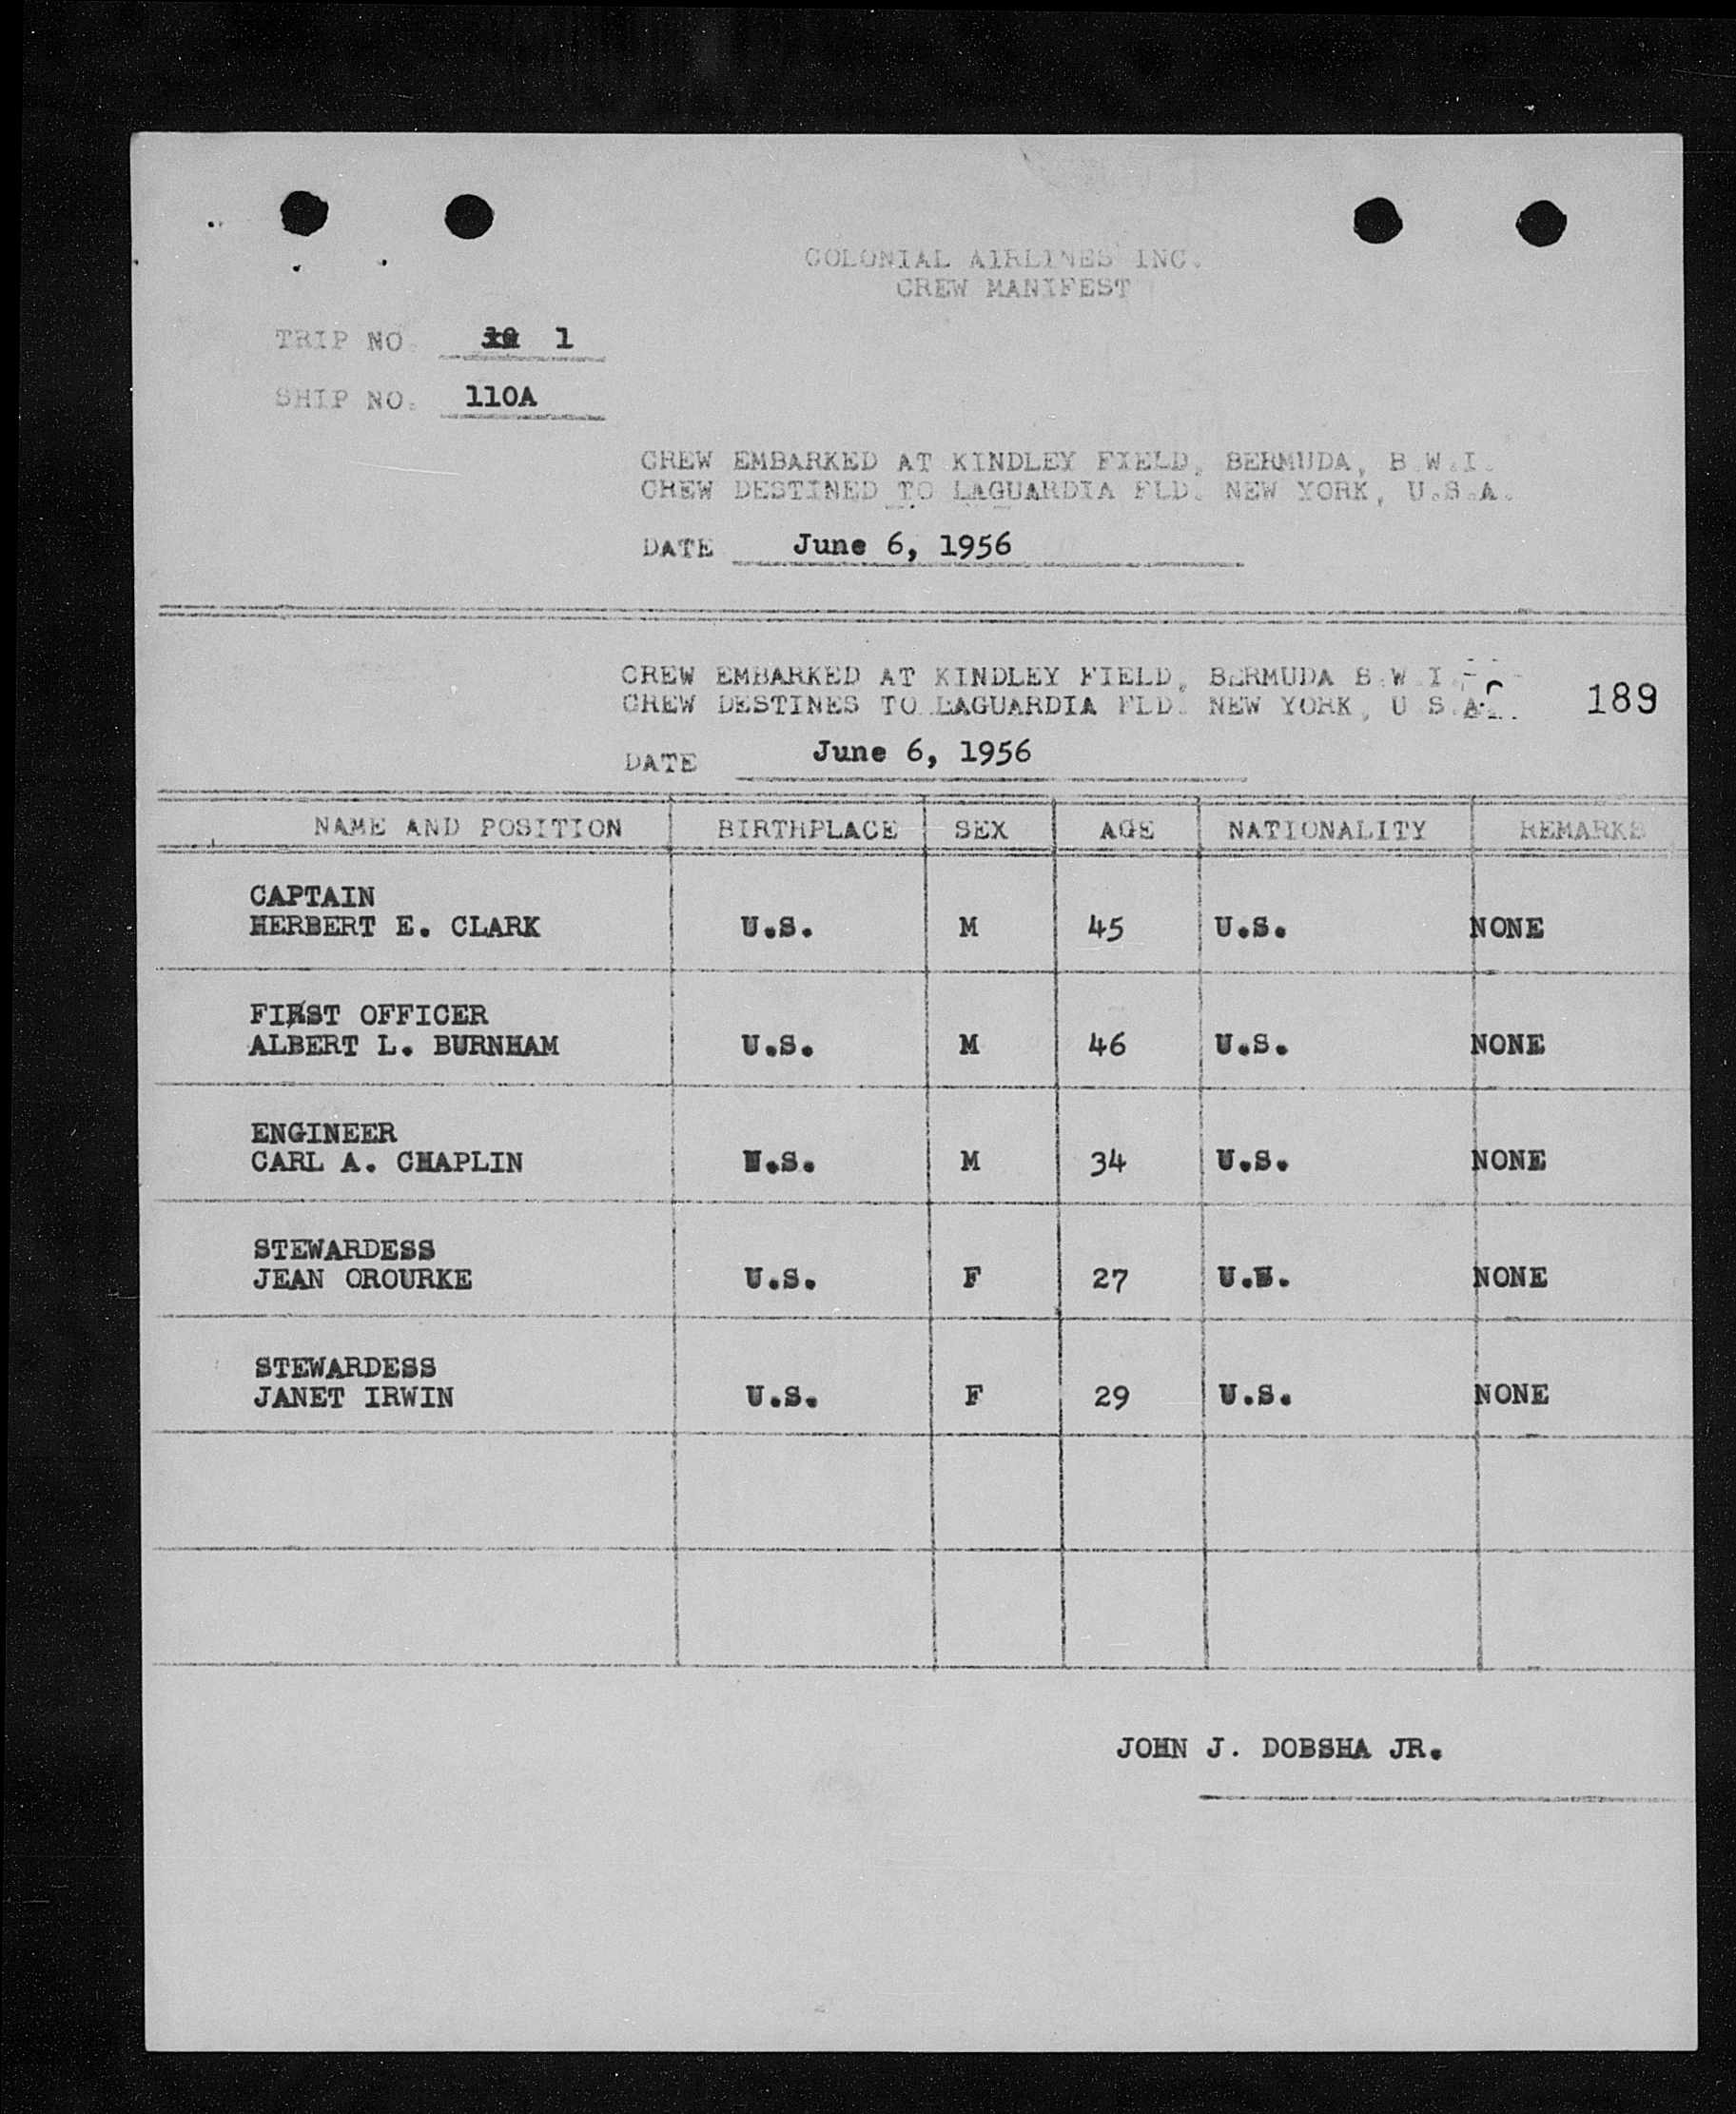 COLONIAL AIRLINES INC.
CREW MANIFEST
TRIP NO. 1
SHIP NO. 110A
CREW EMBARKED AT KINDLEY FIELD, BERMUDA, B.W.I.
CREW DESTINED TO LAGUARDIA FLD. NEW YORK, U.S.A.
DATE June 6, 1956
CREW EMBARKED AT KINDLEY FIELD, BERMUDA B.W.I.
CREW DESTINES TO LAGUARDIA FLD. NEW YORK, U.S.A. 189
DATE June 6, 1956
NAME AND POSITION BIRTHPLACE SEX AGE NATIONALITY REMARKS
CAPTAIN
HERBERT E. CLARK U.S. M 45 U.S. NONE
FIRST OFFICER
ALBERT L. BURNHAM U.S. M 46 U.S. NONE
ENGINEER
CARL A. CHAPLIN U.S. M 34 U.S. NONE
STEWARDESS
JEAN OROURKE U.S. F 27 U.S. NONE
STEWARDESS
JANET IRWIN U.S. F 29 U.S. NONE
JOHN J. DOBSHA JR.